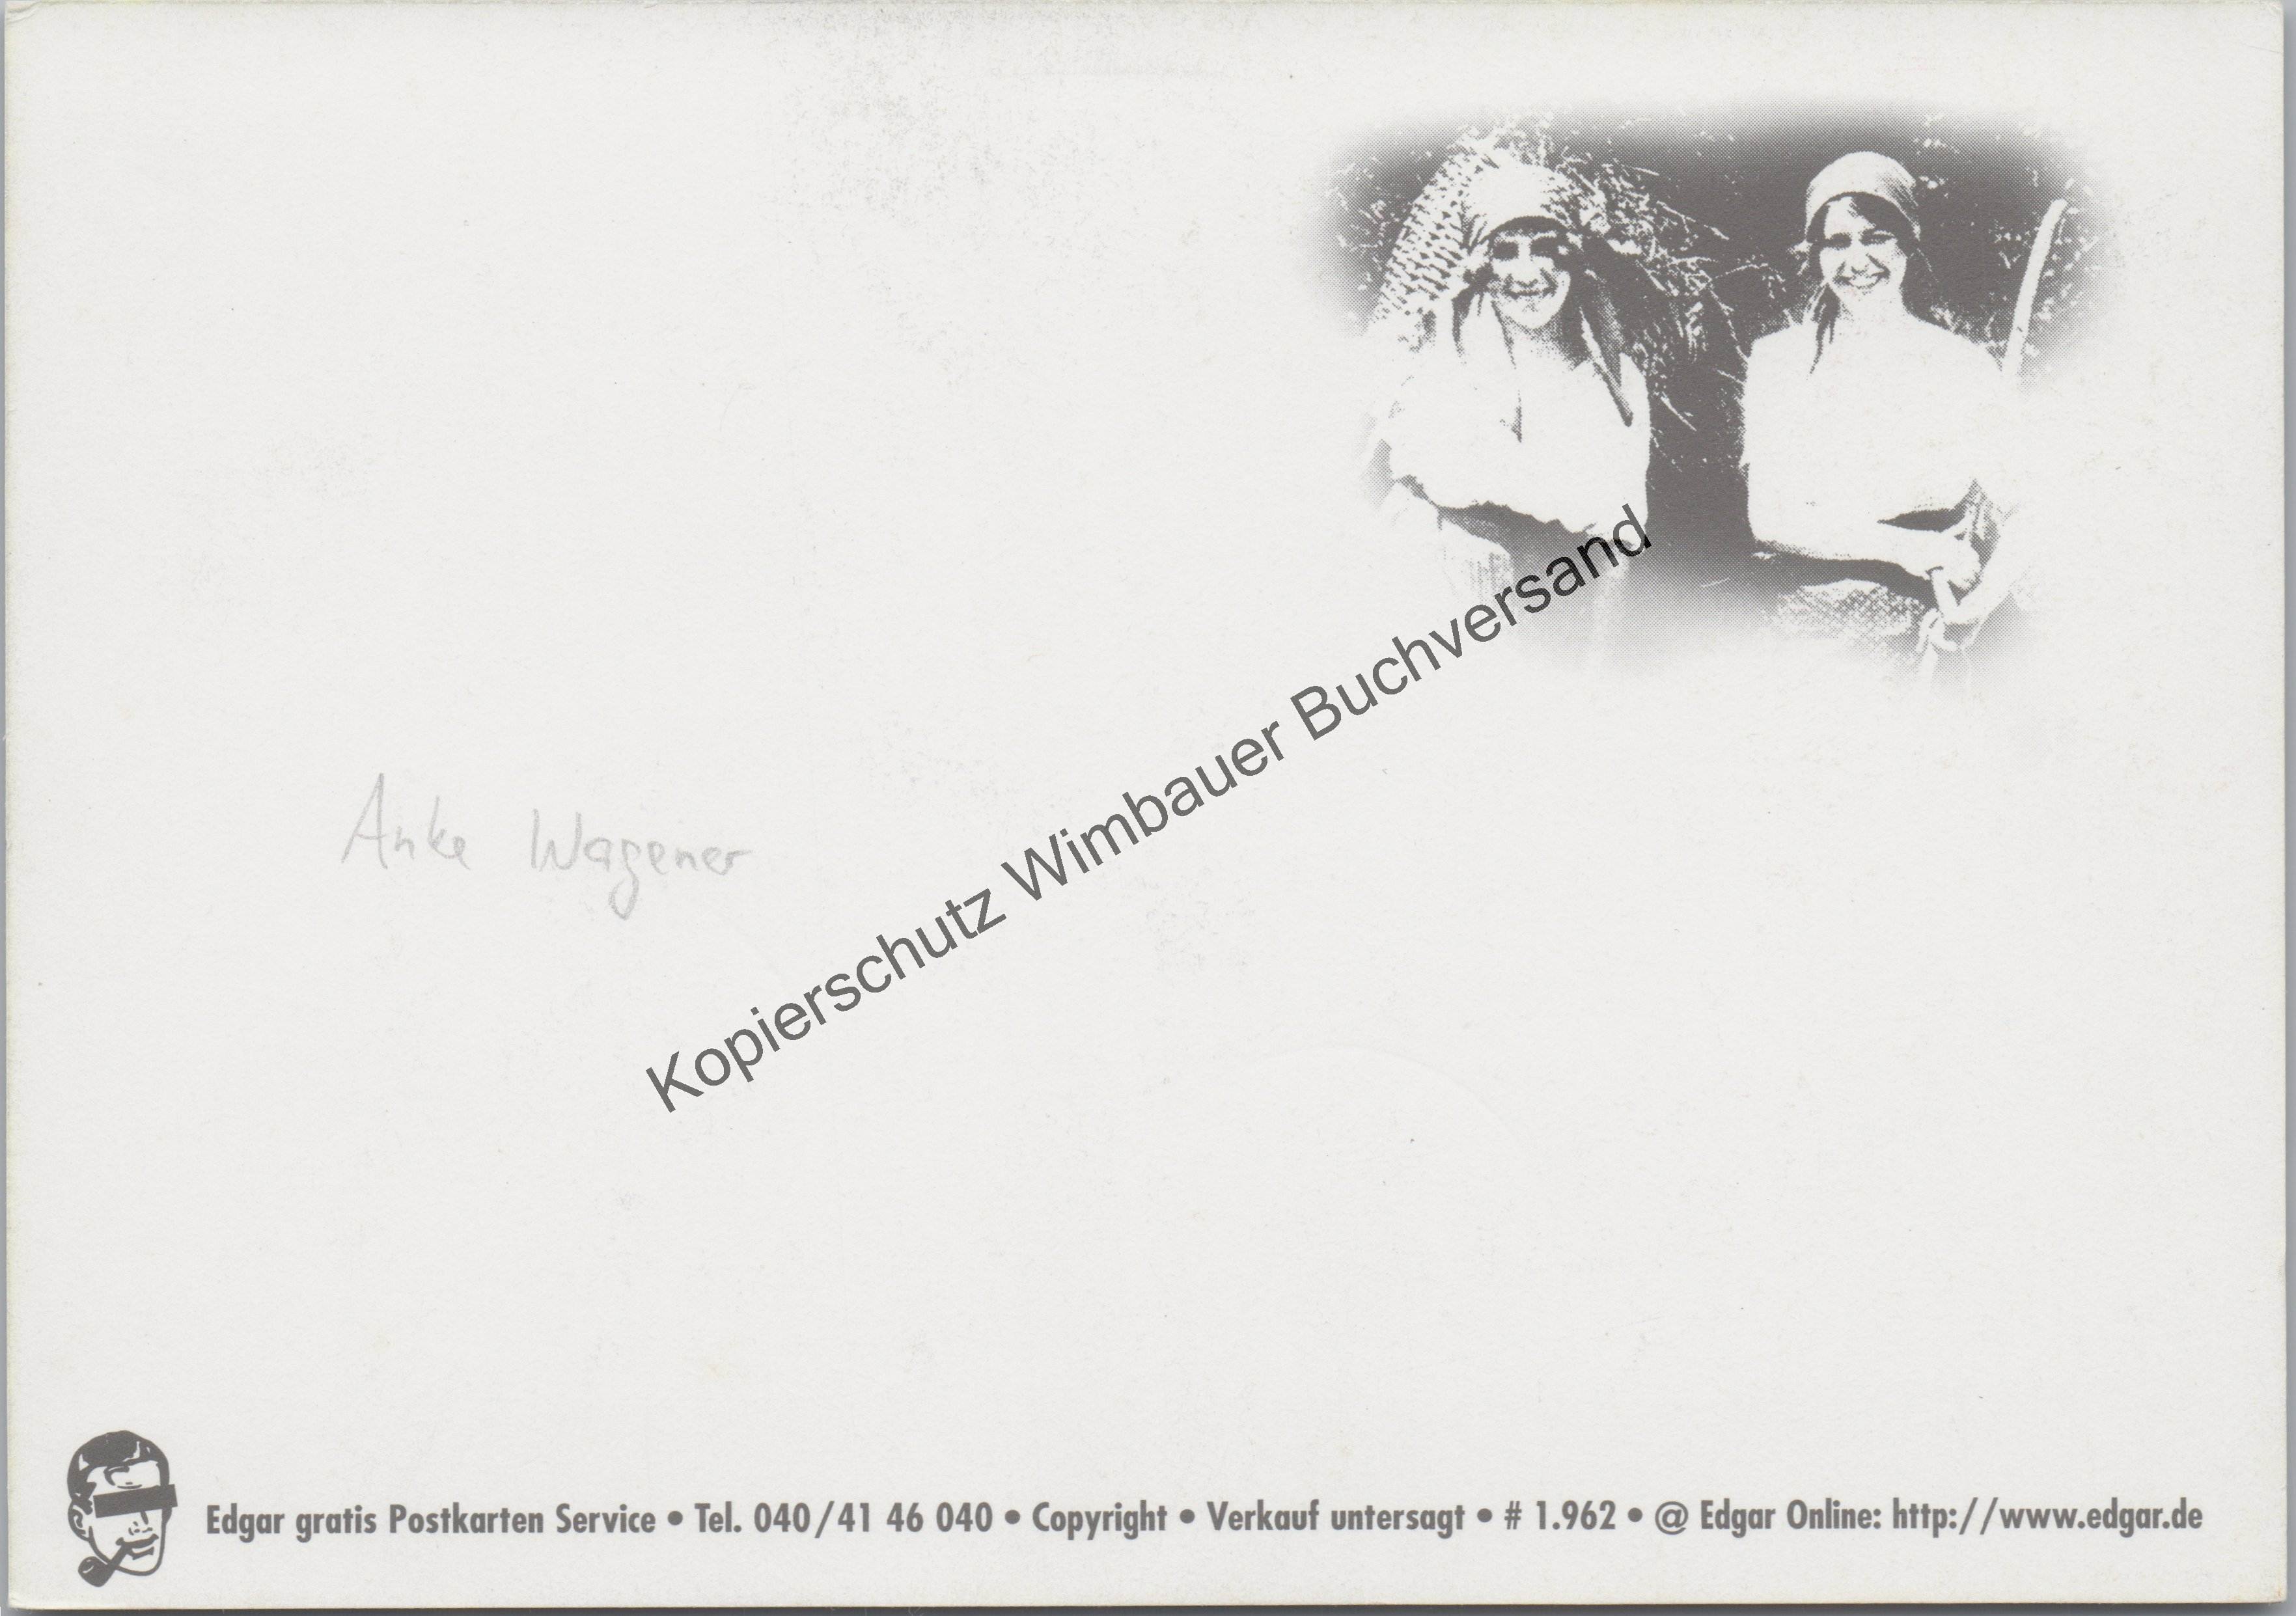 Anke Wagener
Kopierschutz Wimbauer Buchversand
Edgar gratis Postkarten Service • Tel. 040/41 46 040 • Copyright • Verkauf untersagt • # 1.962 • @ Edgar Online: http://www.edgar.de